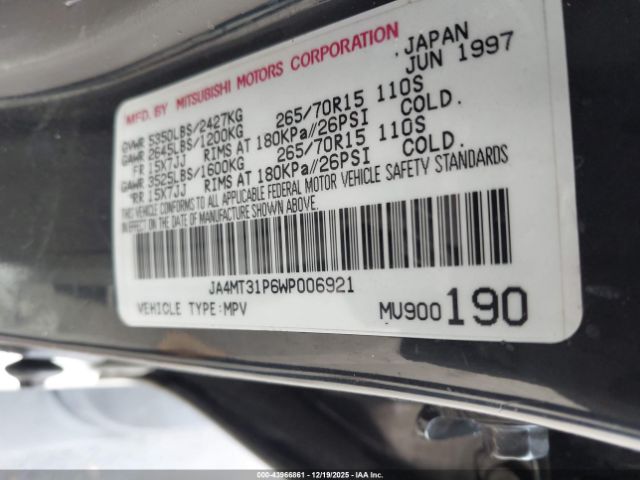 MFD. BY MITSUBISHI MOTORS CORPORATION JAPAN
JUN 1997
GVWR 5350LBS/2427KG
GAWR 2645LBS/1200KG 265/70R15 110S
FR 15X7JJ RIMS AT 180KPa//26PSI COLD.
GAWR 3525LBS/1600KG 265/70R15 110S
RR 15X7JJ RIMS AT 180KPa//26PSI COLD.
THIS VEHICLE CONFORMS TO ALL APPLICABLE FEDERAL MOTOR VEHICLE SAFETY STANDARDS
IN EFFECT ON THE DATE OF MANUFACTURE SHOWN ABOVE.
JA4MT31P6WP006921
VEHICLE TYPE:MPV MU900 190
000-43966861 - 12/19/2025 - IAA Inc.